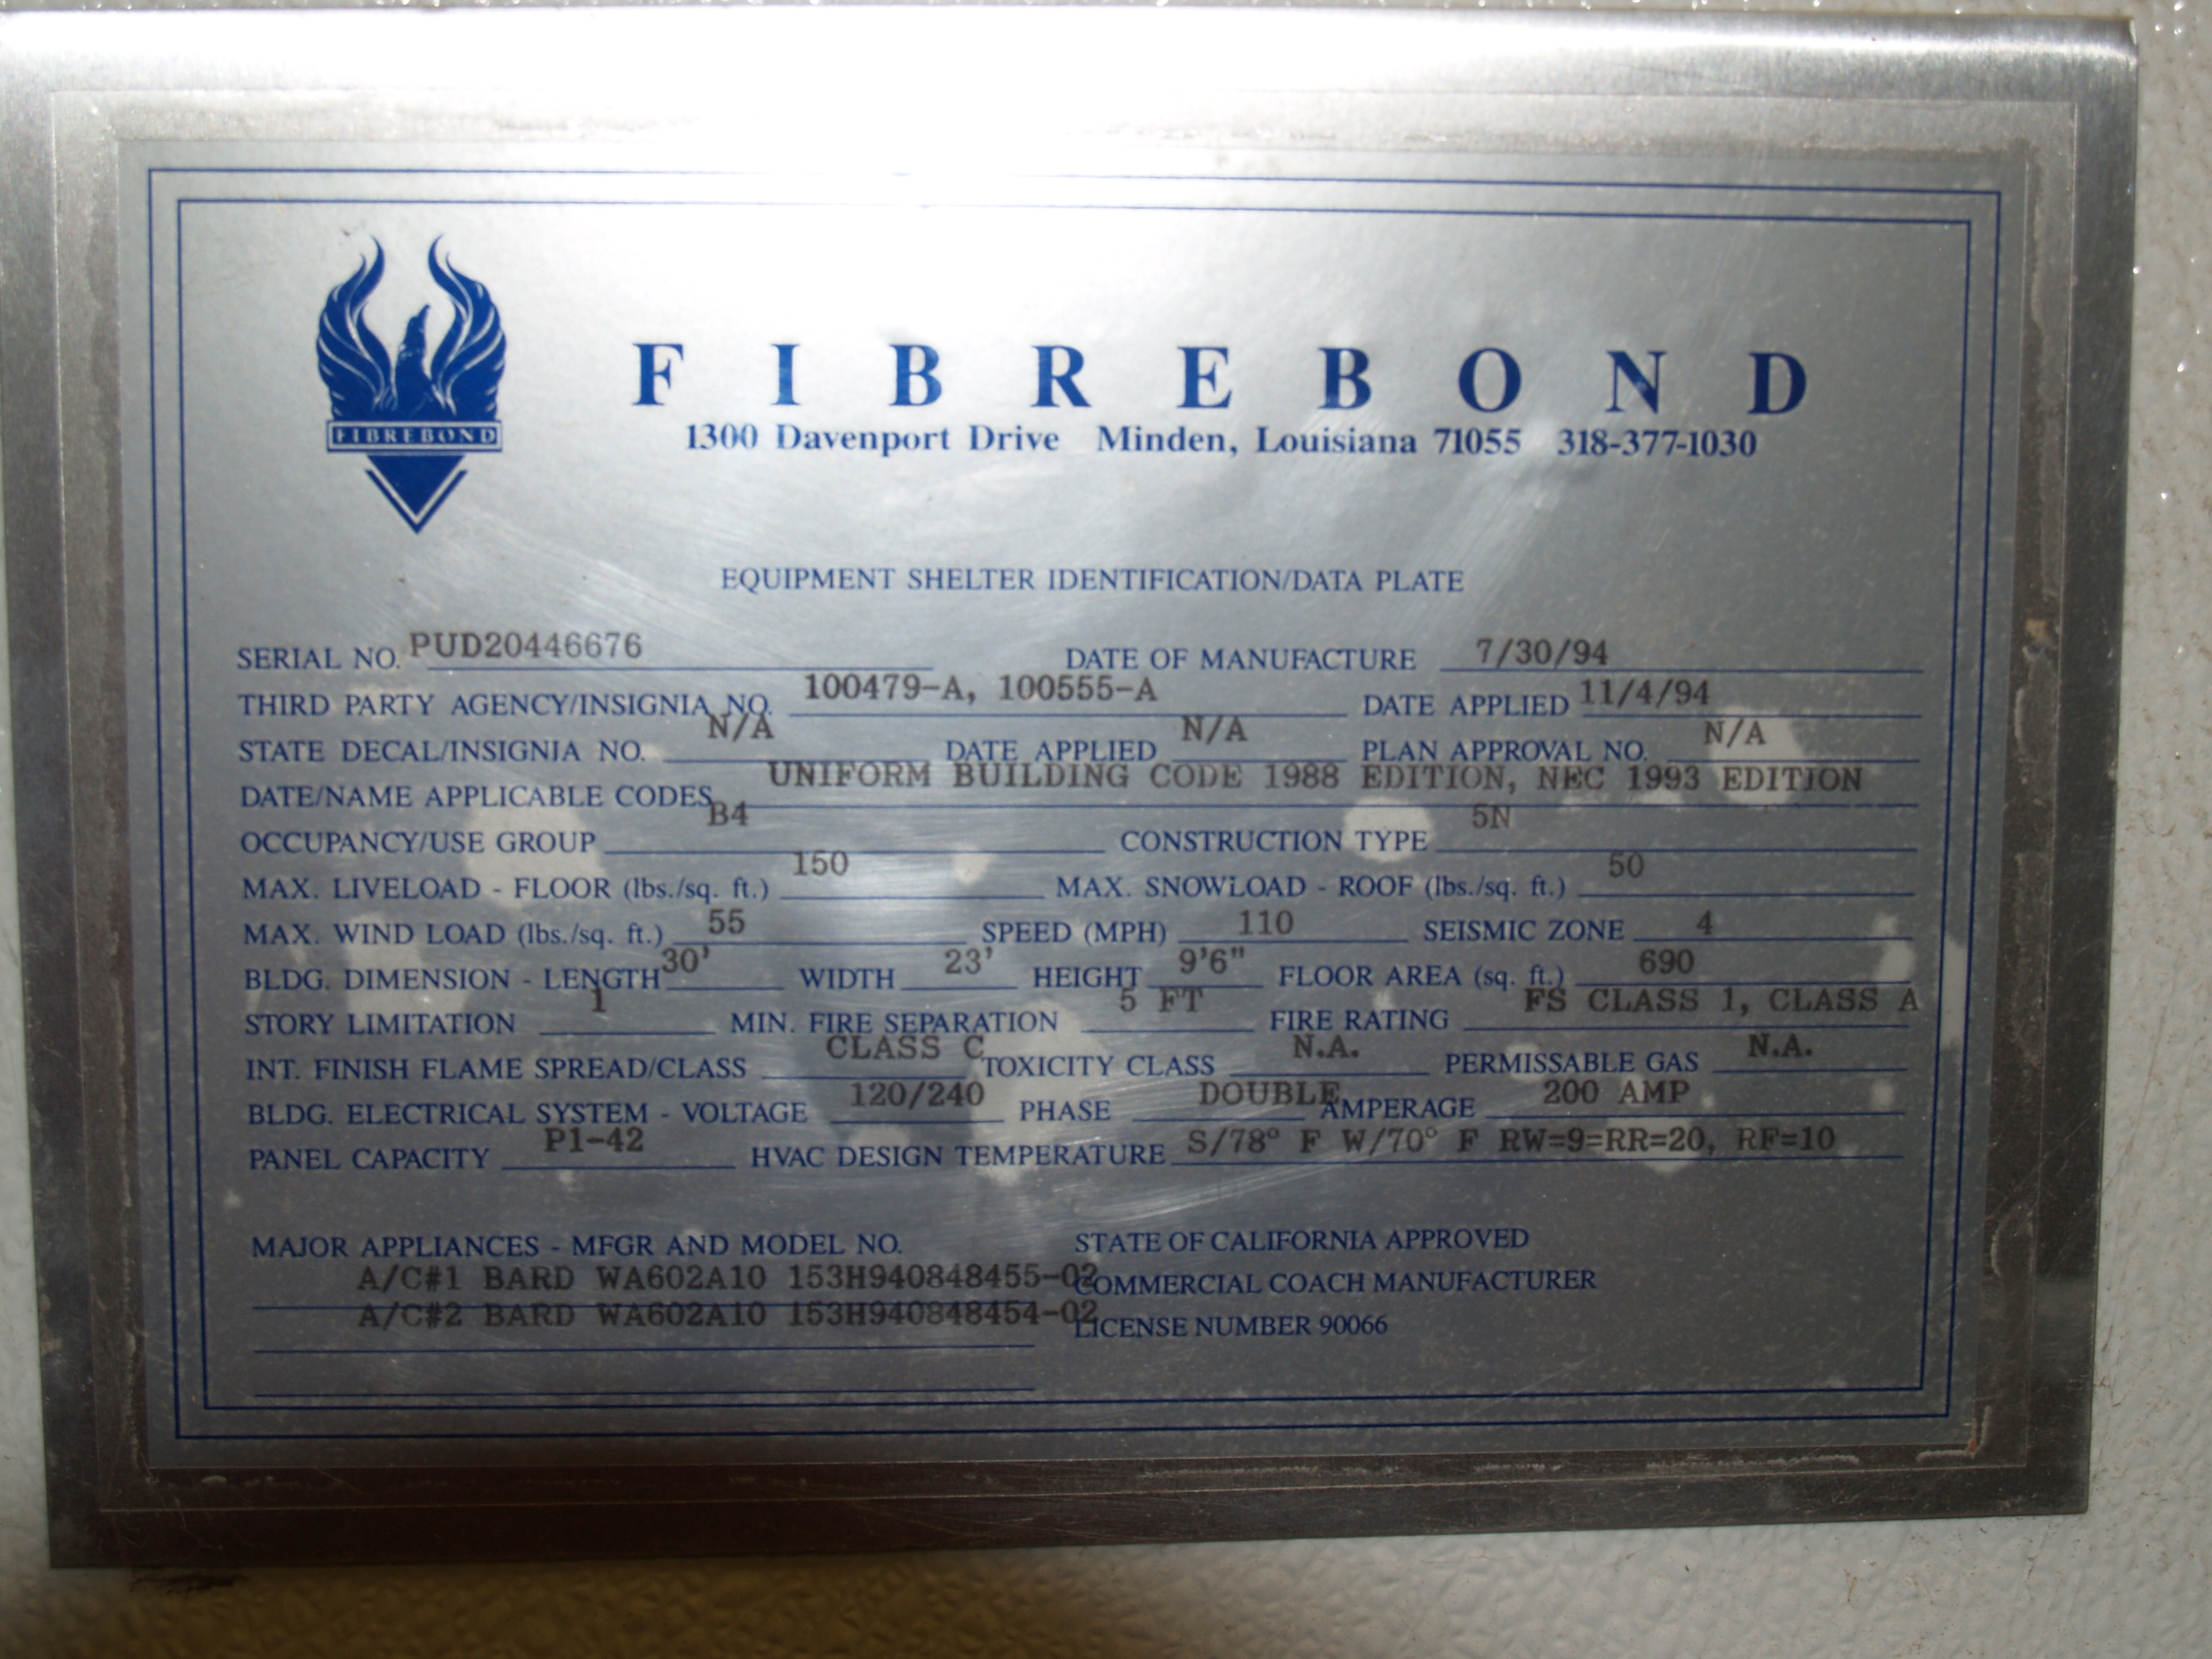 FIBREBOND
FIBREBOND
1300 Davenport Drive Minden, Louisiana 71055 318-377-1030
EQUIPMENT SHELTER IDENTIFICATION/DATA PLATE
SERIAL NO. PUD20446676 DATE OF MANUFACTURE 7/30/94
THIRD PARTY AGENCY/INSIGNIA NO. 100479-A, 100555-A DATE APPLIED 11/4/94
STATE DECAL/INSIGNIA NO. N/A DATE APPLIED N/A PLAN APPROVAL NO. N/A
DATE/NAME APPLICABLE CODES UNIFORM BUILDING CODE 1988 EDITION, NEC 1993 EDITION
OCCUPANCY/USE GROUP B4 CONSTRUCTION TYPE 5N
MAX. LIVELOAD - FLOOR (lbs./sq. ft.) 150 MAX. SNOWLOAD - ROOF (lbs./sq. ft.) 50
MAX. WIND LOAD (lbs./sq. ft.) 55 SPEED (MPH) 110 SEISMIC ZONE 4
BLDG. DIMENSION - LENGTH 30' WIDTH 23' HEIGHT 9'6" FLOOR AREA (sq. ft.) 690
STORY LIMITATION 1 MIN. FIRE SEPARATION 5 FT FIRE RATING FS CLASS 1, CLASS A
INT. FINISH FLAME SPREAD/CLASS CLASS C TOXICITY CLASS N.A. PERMISSABLE GAS N.A.
BLDG. ELECTRICAL SYSTEM - VOLTAGE 120/240 PHASE DOUBLE AMPERAGE 200 AMP
PANEL CAPACITY P1-42 HVAC DESIGN TEMPERATURE S/78° F W/70° F RW=9=RR=20, RF=10
MAJOR APPLIANCES - MFGR AND MODEL NO.
A/C#1 BARD WA602A10 153H940848455-02
A/C#2 BARD WA602A10 153H940848454-02
STATE OF CALIFORNIA APPROVED
COMMERCIAL COACH MANUFACTURER
LICENSE NUMBER 90066